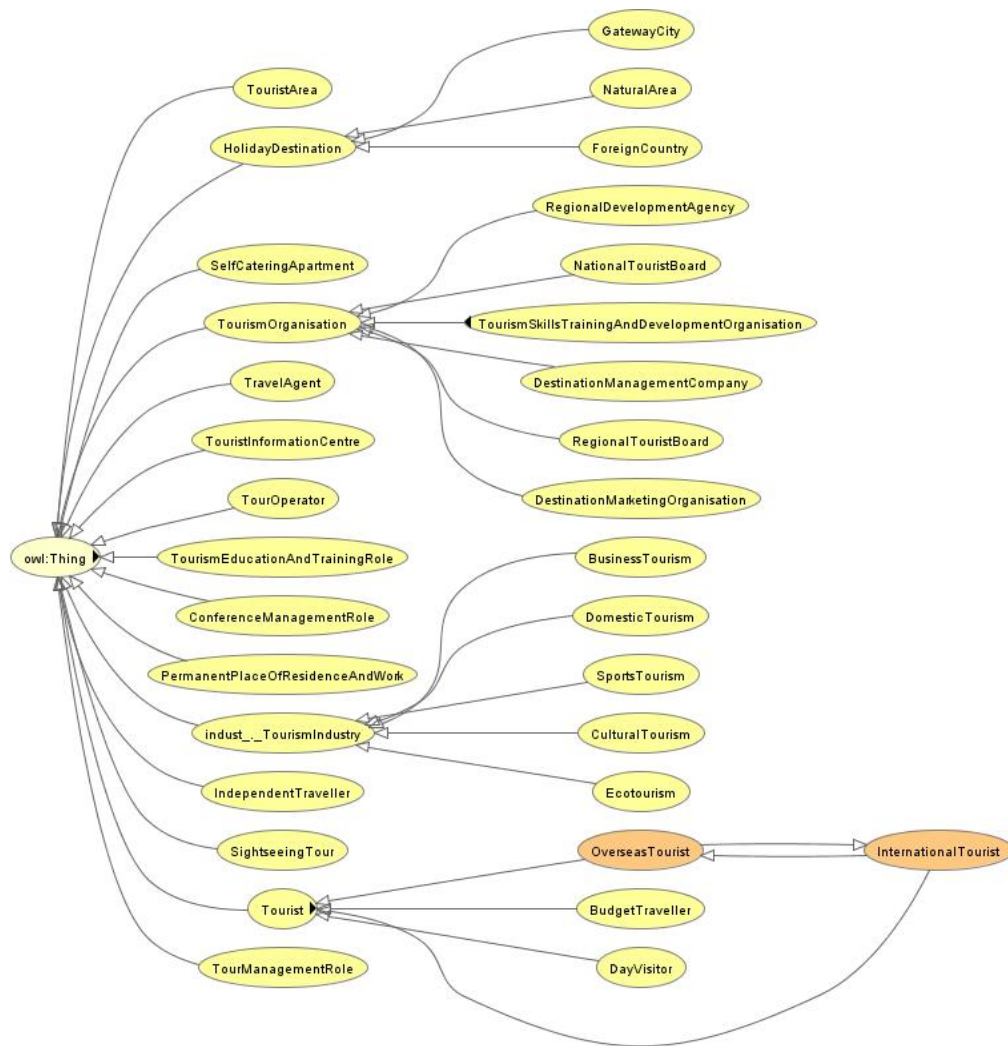 GatewayCity
TouristArea
NaturalArea
HolidayDestination
ForeignCountry
RegionalDevelopmentAgency
SelfCateringApartment
NationalTouristBoard
TourismOrganisation
TourismSkillsTrainingAndDevelopmentOrganisation
TravelAgent
DestinationManagementCompany
TouristInformationCentre
RegionalTouristBoard
TourOperator
DestinationMarketingOrganisation
owl:Thing
TourismEducationAndTrainingRole
BusinessTourism
ConferenceManagementRole
DomesticTourism
PermanentPlaceOfResidenceAndWork
SportsTourism
indust_._TourismIndustry
CulturalTourism
IndependentTraveller
Ecotourism
SightseeingTour
OverseasTourist
InternationalTourist
Tourist
BudgetTraveller
TourManagementRole
DayVisitor